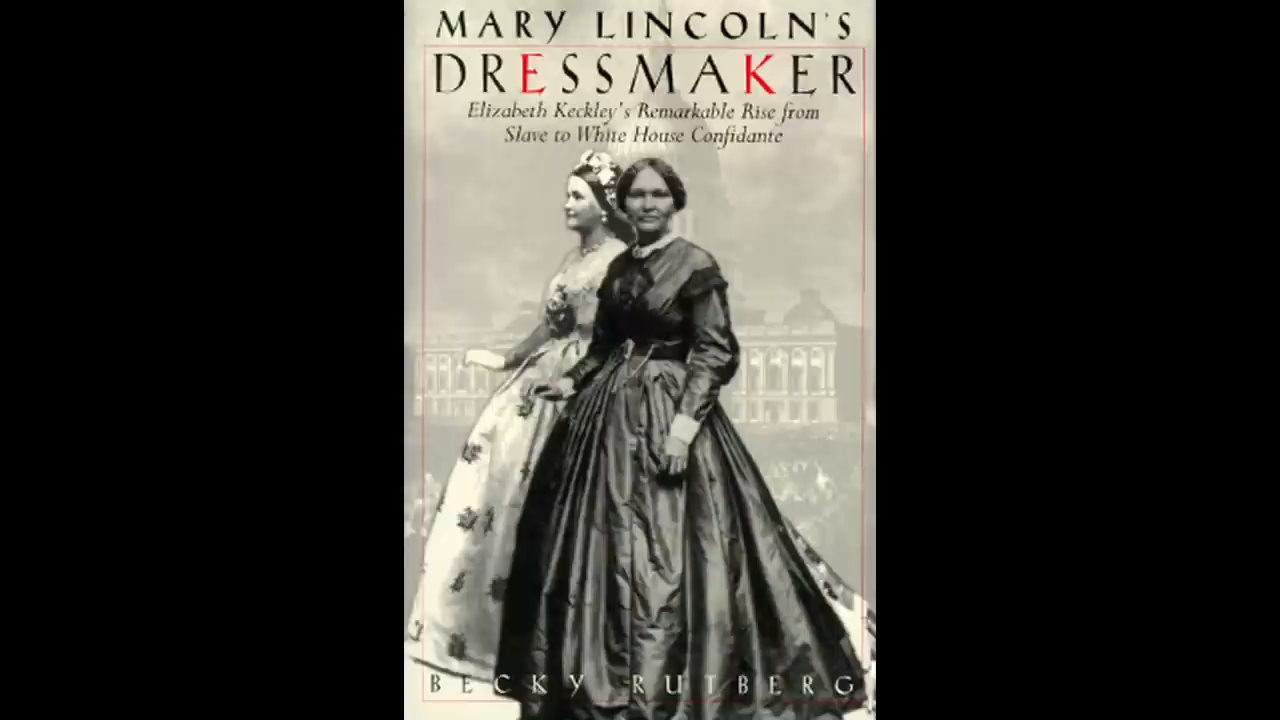 MARY LINCOLN'S
DRESSMAKER
Elizabeth Keckley's Remarkable Rise from
Slave to White House Confidante
BECKY RUTBERG